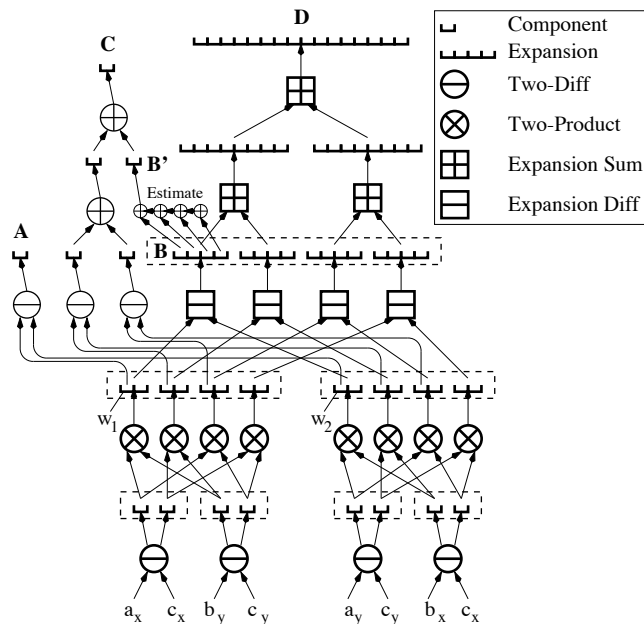 D
C
B'
Estimate
A
B
w1
w2
ax cx by cy ay cy bx cx
Component
Expansion
Two-Diff
Two-Product
Expansion Sum
Expansion Diff